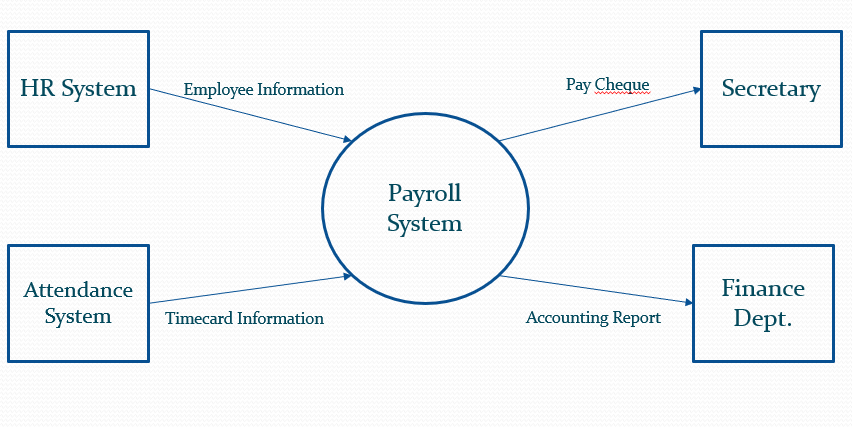 HR System
Employee Information
Pay Cheque
Secretary
Payroll
System
Attendance
System
Timecard Information
Accounting Report
Finance
Dept.